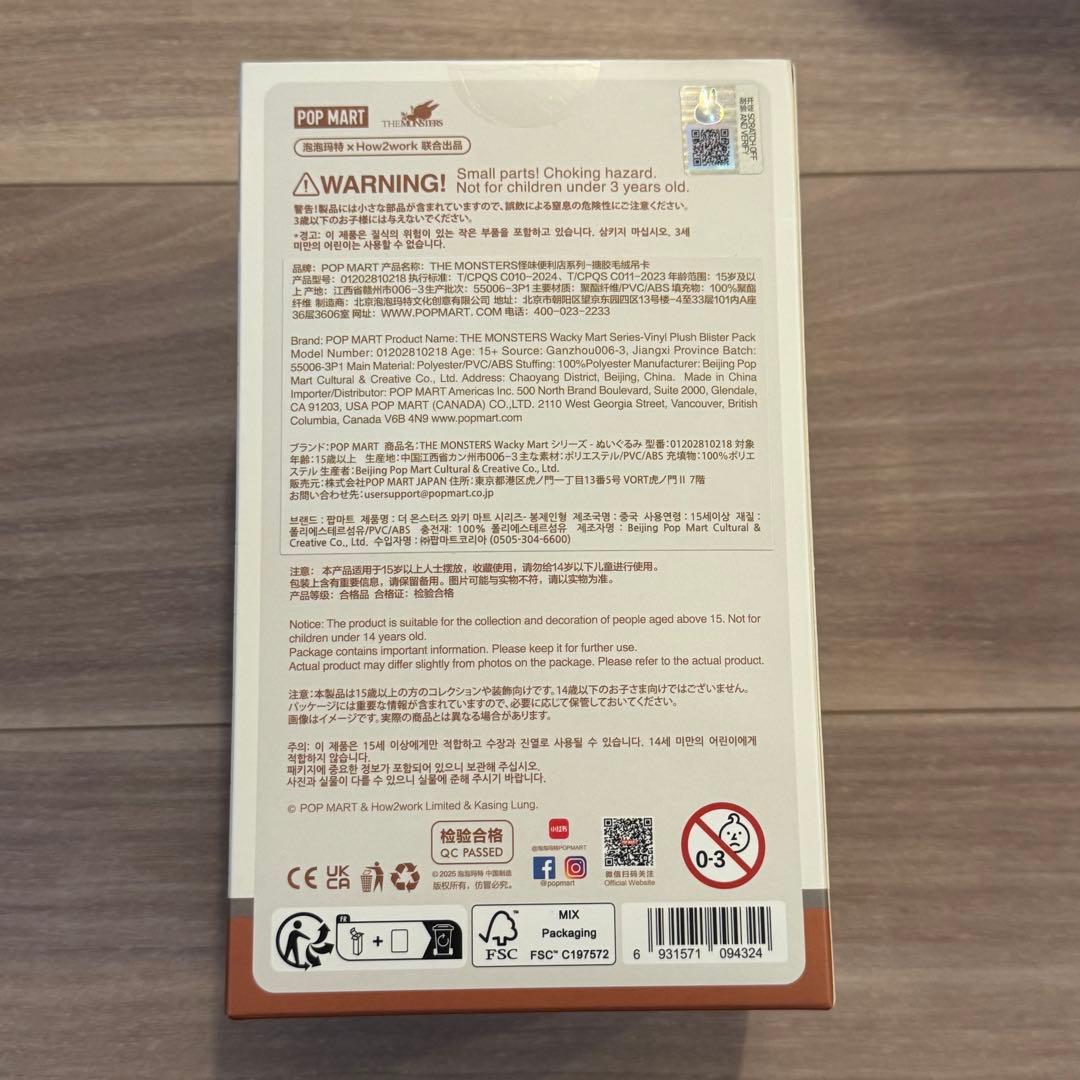 POP MART
THE MONSTERS
泡泡玛特 × How2work 联合出品
开锁 SCRATCH OFF
刮验 AND VERIFY
WARNING!
Small parts! Choking hazard.
Not for children under 3 years old.
警告!製品には小さな部品が含まれていますので、誤飲による窒息の危険性にご注意ください。
3歳以下のお子様には与えないでください。
*경고: 이 제품은 질식의 위험이 있는 작은 부품을 포함하고 있습니다. 삼키지 마십시오, 3세
미만의 어린이는 사용할 수 없습니다.
品牌: POP MART 产品名称: THE MONSTERS怪味便利店系列-搪胶毛绒吊卡
产品型号: 01202810218 执行标准: T/CPQS C010-2024、T/CPQS C011-2023 年龄范围: 15岁及以
上 产地: 江西省赣州市006-3 生产批次: 55006-3P1 主要材质: 聚酯纤维/PVC/ABS 填充物: 100%聚酯
纤维 制造商: 北京泡泡玛特文化创意有限公司 地址: 北京市朝阳区望京东园四区13号楼-4至33层101内A座
36层3606室 网址: WWW.POPMART. COM 电话: 400-023-2233
Brand: POP MART Product Name: THE MONSTERS Wacky Mart Series-Vinyl Plush Blister Pack
Model Number: 01202810218 Age: 15+ Source: Ganzhou006-3, Jiangxi Province Batch:
55006-3P1 Main Material: Polyester/PVC/ABS Stuffing: 100%Polyester Manufacturer: Beijing Pop
Mart Cultural & Creative Co., Ltd. Address: Chaoyang District, Beijing, China. Made in China
Importer/Distributor: POP MART Americas Inc. 500 North Brand Boulevard, Suite 2000, Glendale,
CA 91203, USA POP MART (CANADA) CO.,LTD. 2110 West Georgia Street, Vancouver, British
Columbia, Canada V6B 4N9 www.popmart.com
ブランド:POP MART 商品名:THE MONSTERS Wacky Mart シリーズ - ぬいぐるみ 型番:01202810218 対象
年齢:15歳以上 生産地:中国江西省カン州市006-3 主な素材:ポリエステル/PVC/ABS 充填物:100%ポリエ
ステル 生産者:Beijing Pop Mart Cultural & Creative Co., Ltd.
販売元:株式会社POP MART JAPAN 住所:東京都港区虎ノ門一丁目13番5号 VORT虎ノ門Ⅱ 7階
お問い合わせ先:usersupport@popmart.co.jp
브랜드 : 팝마트 제품명 : 더 몬스터즈 와키 마트 시리즈- 봉제인형 제조국명 : 중국 사용연령 : 15세이상 재질 :
폴리에스테르섬유/PVC/ABS 충전재: 100% 폴리에스테르섬유 제조자명 : Beijing Pop Mart Cultural &
Creative Co., Ltd. 수입자명 : ㈜팝마트코리아 (0505-304-6600)
注意: 本产品适用于15岁以上人士摆放，收藏使用，请勿给14岁以下儿童进行使用。
包装上含有重要信息，请保留备用。图片可能与实物不符，请以实物为准。
产品等级: 合格品 合格证: 检验合格
Notice: The product is suitable for the collection and decoration of people aged above 15. Not for
children under 14 years old.
Package contains important information. Please keep it for further use.
Actual product may differ slightly from photos on the package. Please refer to the actual product.
注意:本製品は15歳以上の方のコレクションや装飾向けです。14歳以下のお子さま向けではございません。
パッケージには重要な情報が含まれていますので、必要に応じて保管しておいてください。
画像はイメージです。実際の商品とは異なる場合があります。
주의: 이 제품은 15세 이상에게만 적합하고 수장과 진열로 사용될 수 있습니다. 14세 미만의 어린이에게
적합하지 않습니다.
패키지에 중요한 정보가 포함되어 있으니 보관해 주십시오.
사진과 실물이 다를 수 있으니 실물에 준해 주시기 바랍니다.
© POP MART & How2work Limited & Kasing Lung.
检验合格
QC PASSED
小红书
@泡泡玛特POPMART
@popmart
微信扫码关注
Official Website
0-3
CE UK
CA
© 2025 泡泡玛特 中国制造
版权所有，仿冒必究。
FR
+
FSC™
MIX
Packaging
FSC™ C197572
6 931571 094324